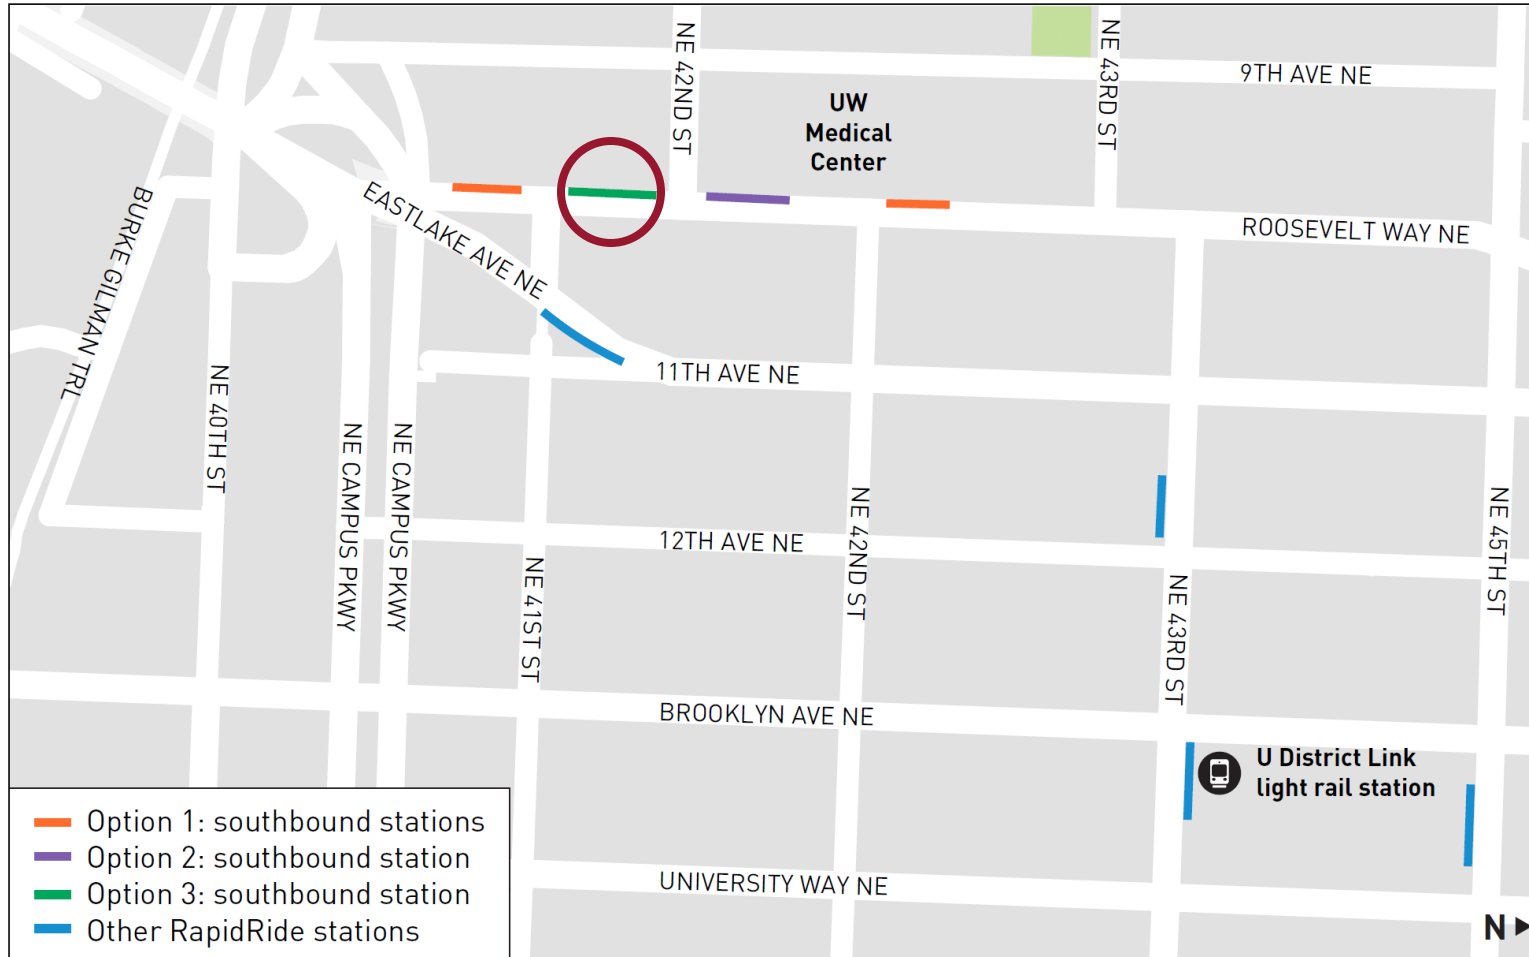 NE 42ND ST
NE 43RD ST
9TH AVE NE
UW
Medical
Center
BURKE GILMAN TRL
EASTLAKE AVE NE
ROOSEVELT WAY NE
NE 40TH ST
11TH AVE NE
NE CAMPUS PKWY
NE CAMPUS PKWY
NE 42ND ST
NE 45TH ST
12TH AVE NE
NE 41ST ST
NE 43RD ST
BROOKLYN AVE NE
U District Link
light rail station
Option 1: southbound stations
Option 2: southbound station
Option 3: southbound station
Other RapidRide stations
UNIVERSITY WAY NE
N